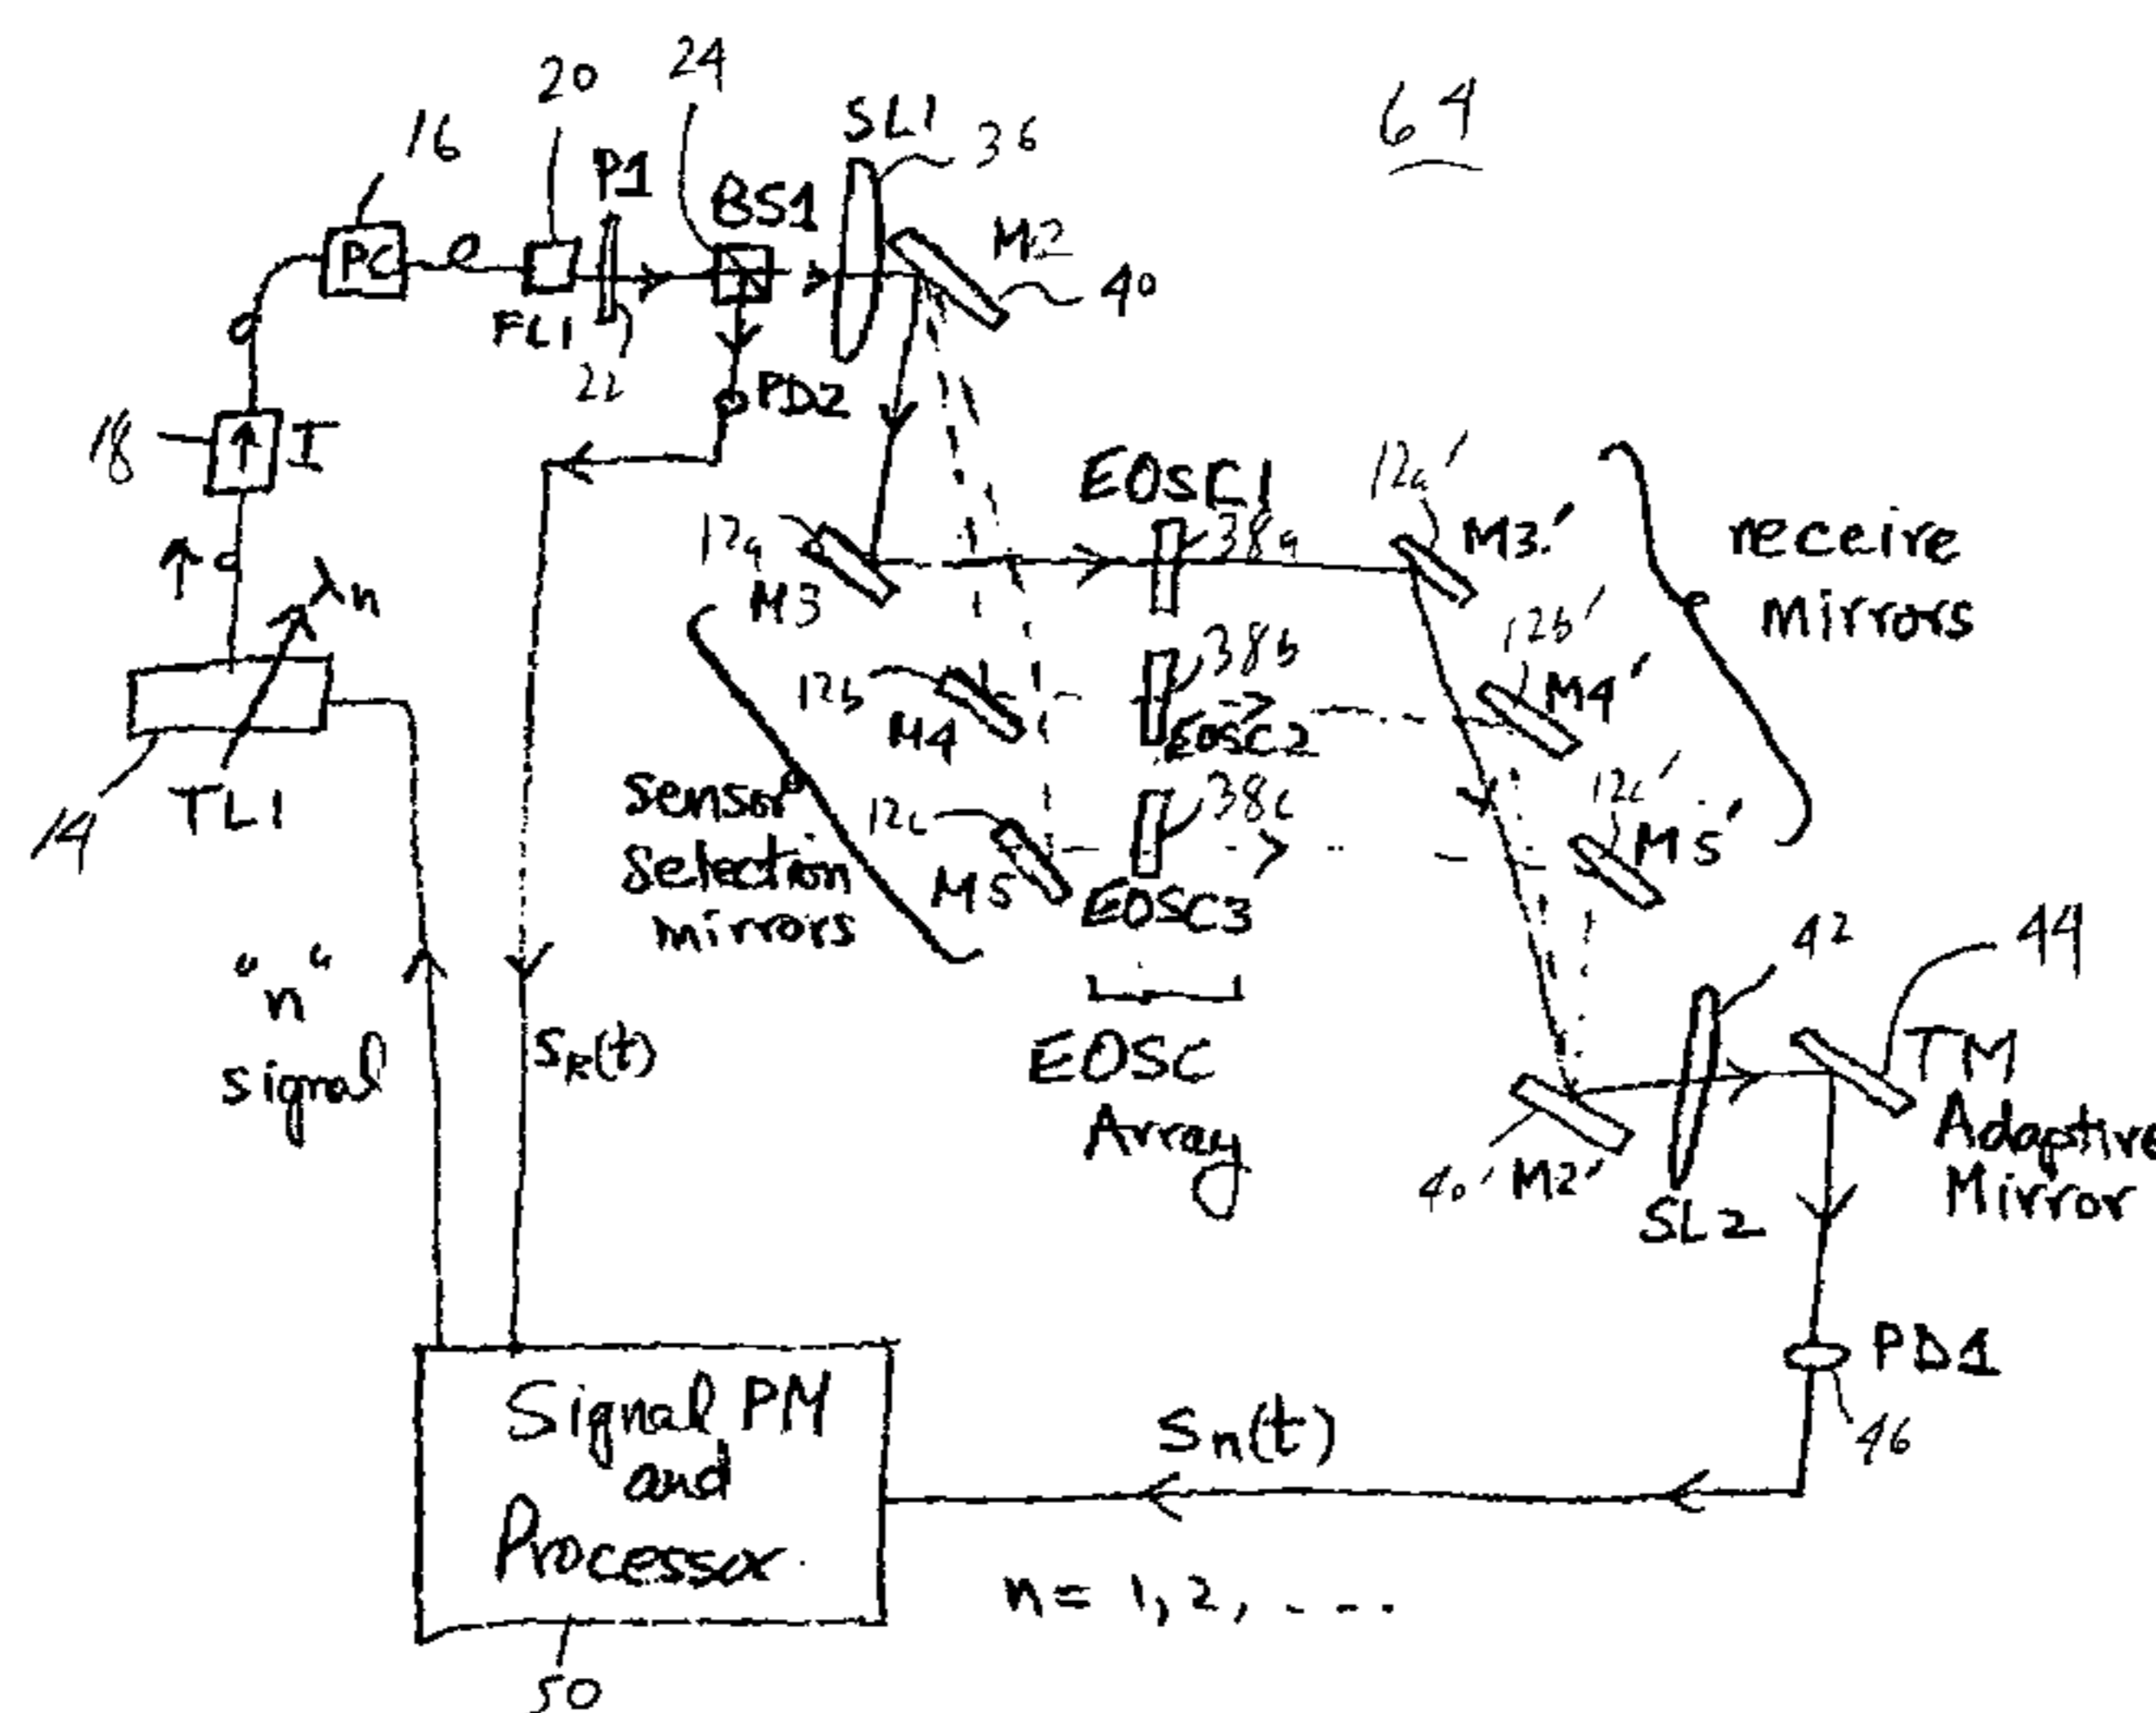 24
20
64
SL1
36
16
P1
BS1
M2
PC
40
FL1
22
PD2
18
I
EOSC1
12a'
M3'
12a
38a
receive
Mirrors
M3
λn
12b'
38b
M4'
12b
M4
EOSC2
12c'
TL1
14
Sensor
Selection
mirrors
12c
38c
M5'
M5
EOSC3
42
44
"n"
signal
SR(t)
EOSC
Array
TM
Adaptive
Mirror
40'
M2'
SL2
PD1
46
Signal PM
and
Processor
Sn(t)
n = 1, 2, - - - -
50